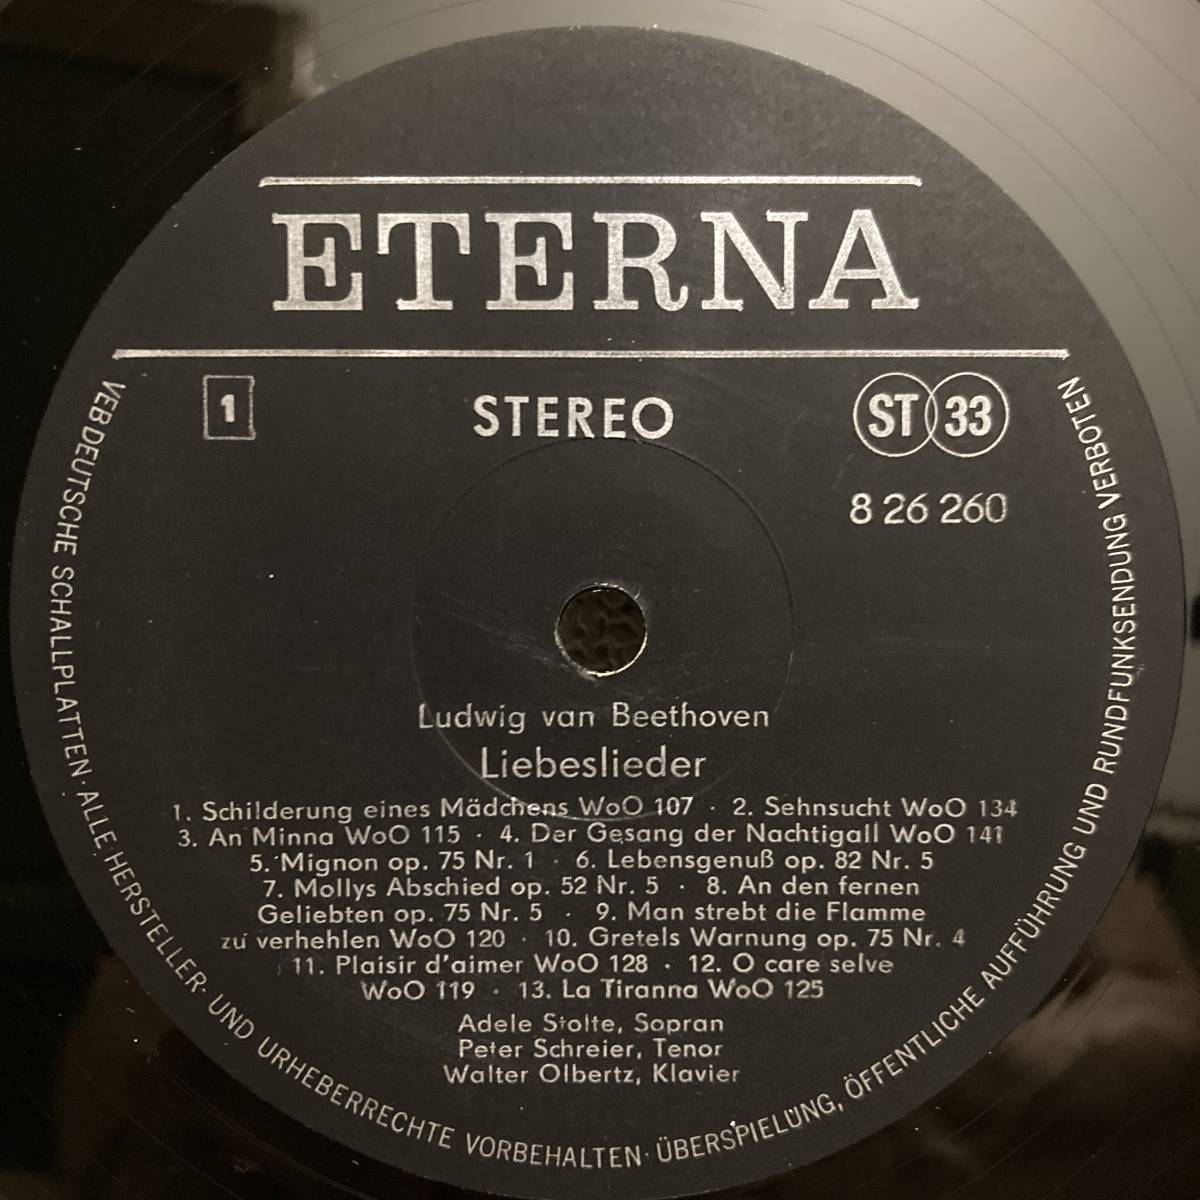 ETERNA
1
STEREO
ST 33
8 26 260
Ludwig van Beethoven
Liebeslieder
1. Schilderung eines Mädchens WoO 107 · 2. Sehnsucht WoO 134
3. An Minna WoO 115 · 4. Der Gesang der Nachtigall WoO 141
5. Mignon op. 75 Nr. 1 · 6. Lebensgenuß op. 82 Nr. 5
7. Mollys Abschied op. 52 Nr. 5 · 8. An den fernen
Geliebten op. 75 Nr. 5 · 9. Man strebt die Flamme
zu verhehlen WoO 120 · 10. Gretels Warnung op. 75 Nr. 4
11. Plaisir d'aimer WoO 128 · 12. O care selve
WoO 119 · 13. La Tiranna WoO 125
Adele Stolte, Sopran
Peter Schreier, Tenor
Walter Olbertz, Klavier
VEB DEUTSCHE SCHALLPLATTEN · ALLE HERSTELLER- UND URHEBERRECHTE VORBEHALTEN · ÜBERSPIELUNG, ÖFFENTLICHE AUFFÜHRUNG UND RUNDFUNKSENDUNG VERBOTEN